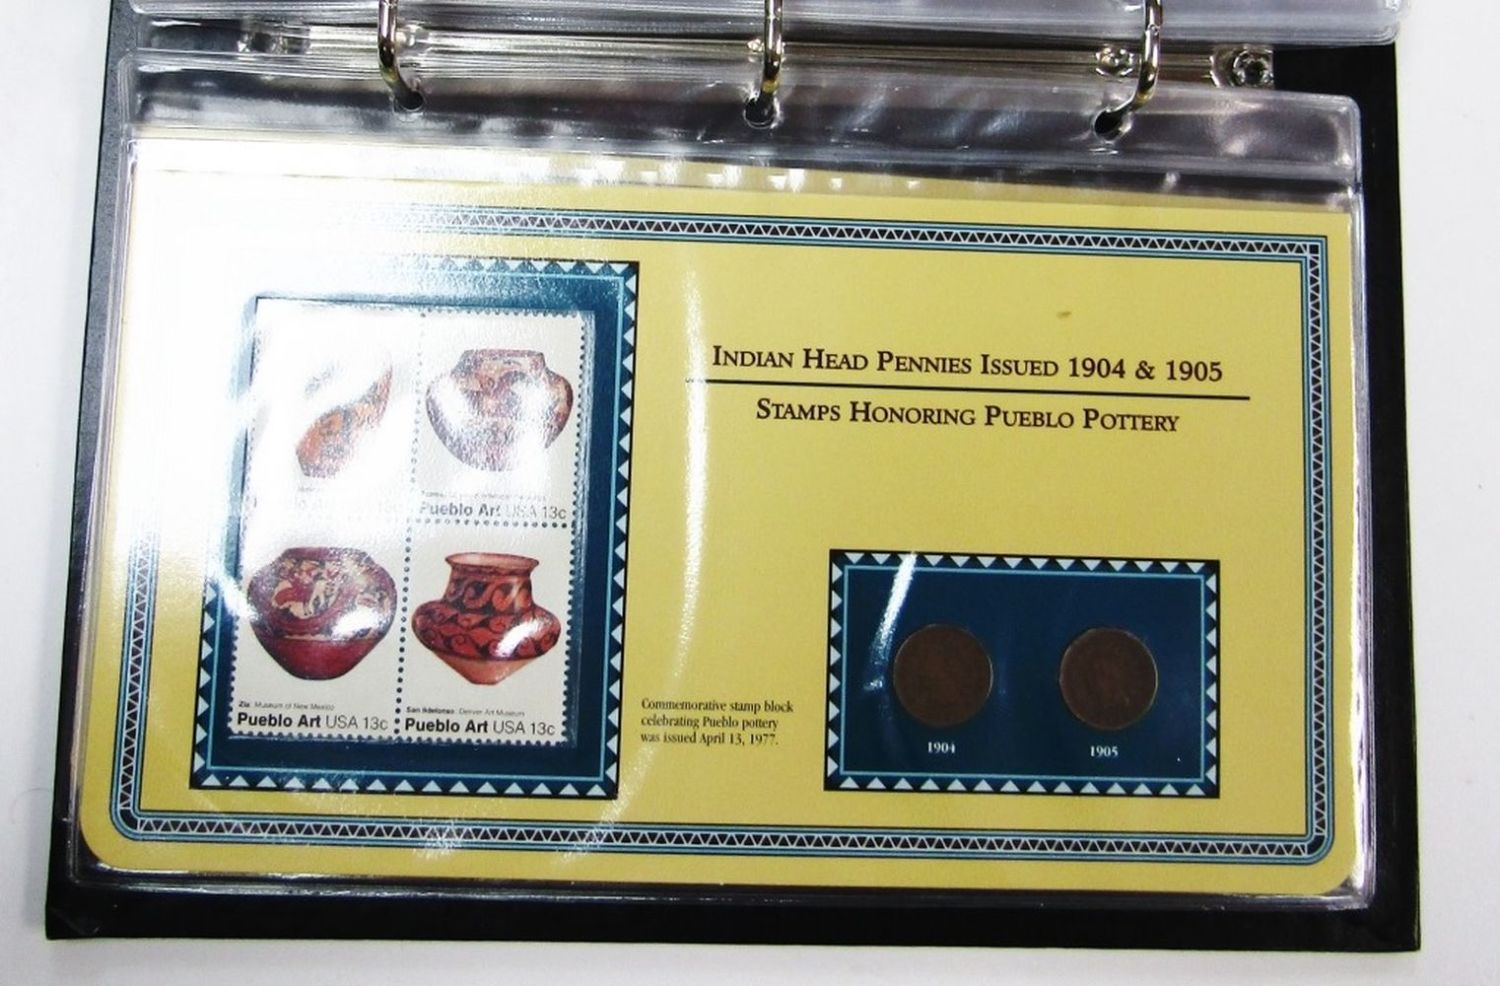 INDIAN HEAD PENNIES ISSUED 1904 & 1905
STAMPS HONORING PUEBLO POTTERY
Pueblo Art USA 13c
Zia: Museum of New Mexico
Pueblo Art USA 13c
San Ildefonso: Denver Art Museum
Pueblo Art USA 13c
Commemorative stamp block
celebrating Pueblo pottery
was issued April 13, 1977.
1904
1905